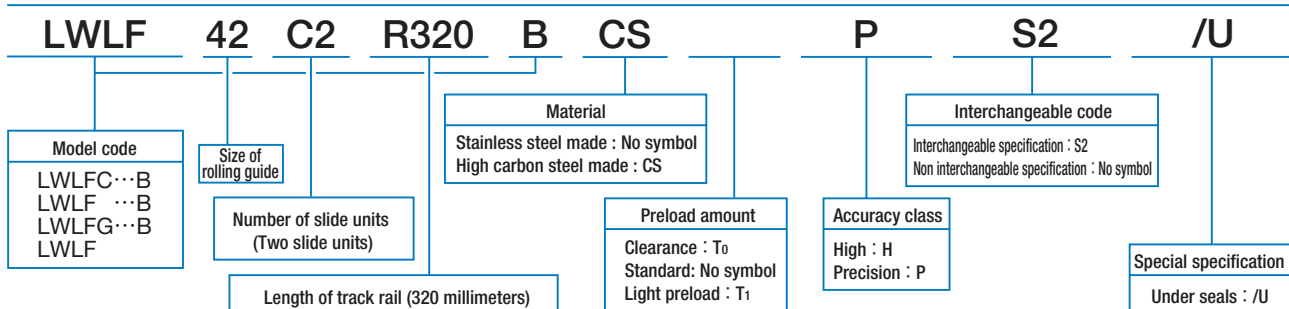 LWLF 42 C2 R320 B CS P S2 /U
Model code
LWLFC…B
LWLF …B
LWLFG…B
LWLF
Size of
rolling guide
Number of slide units
(Two slide units)
Length of track rail (320 millimeters)
Material
Stainless steel made : No symbol
High carbon steel made : CS
Preload amount
Clearance : T₀
Standard: No symbol
Light preload : T₁
Accuracy class
High : H
Precision : P
Interchangeable code
Interchangeable specification : S2
Non interchangeable specification : No symbol
Special specification
Under seals : /U